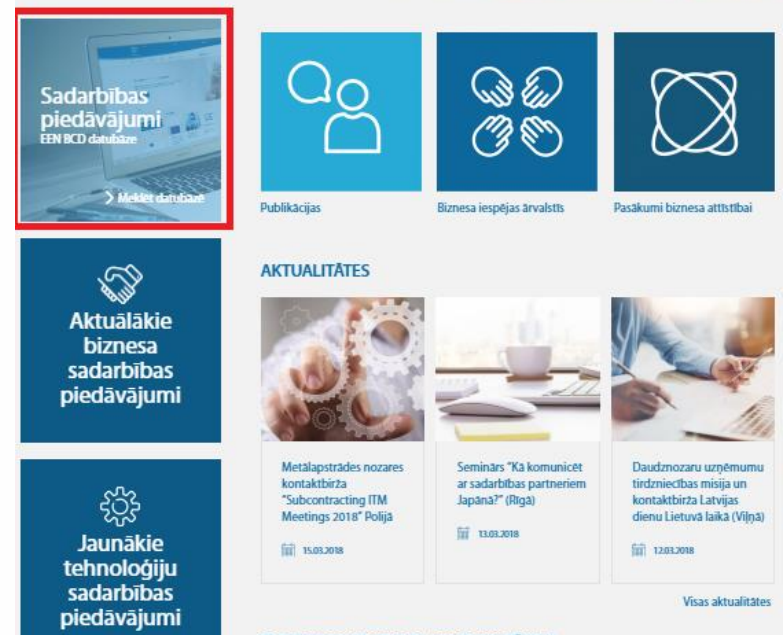 Sadarbības
piedāvājumi
EEN BCD datubāze
Meklēt datubāzē
Publikācijas
Biznesa iespējas ārvalstīs
Pasākumi biznesa attīstībai
Aktuālākie
biznesa
sadarbības
piedāvājumi
Jaunākie
tehnoloģiju
sadarbības
piedāvājumi
AKTUALITĀTES
Metālapstrādes nozares
kontaktbirža
"Subcontracting ITM
Meetings 2018" Polijā
15.03.2018
Seminārs "Kā komunicēt
ar sadarbības partneriem
Japānā?" (Rīgā)
13.03.2018
Daudznozaru uzņēmumu
tirdzniecības misija un
kontaktbirža Latvijas
dienu Lietuvā laikā (Viļņā)
12.03.2018
Visas aktualitātes